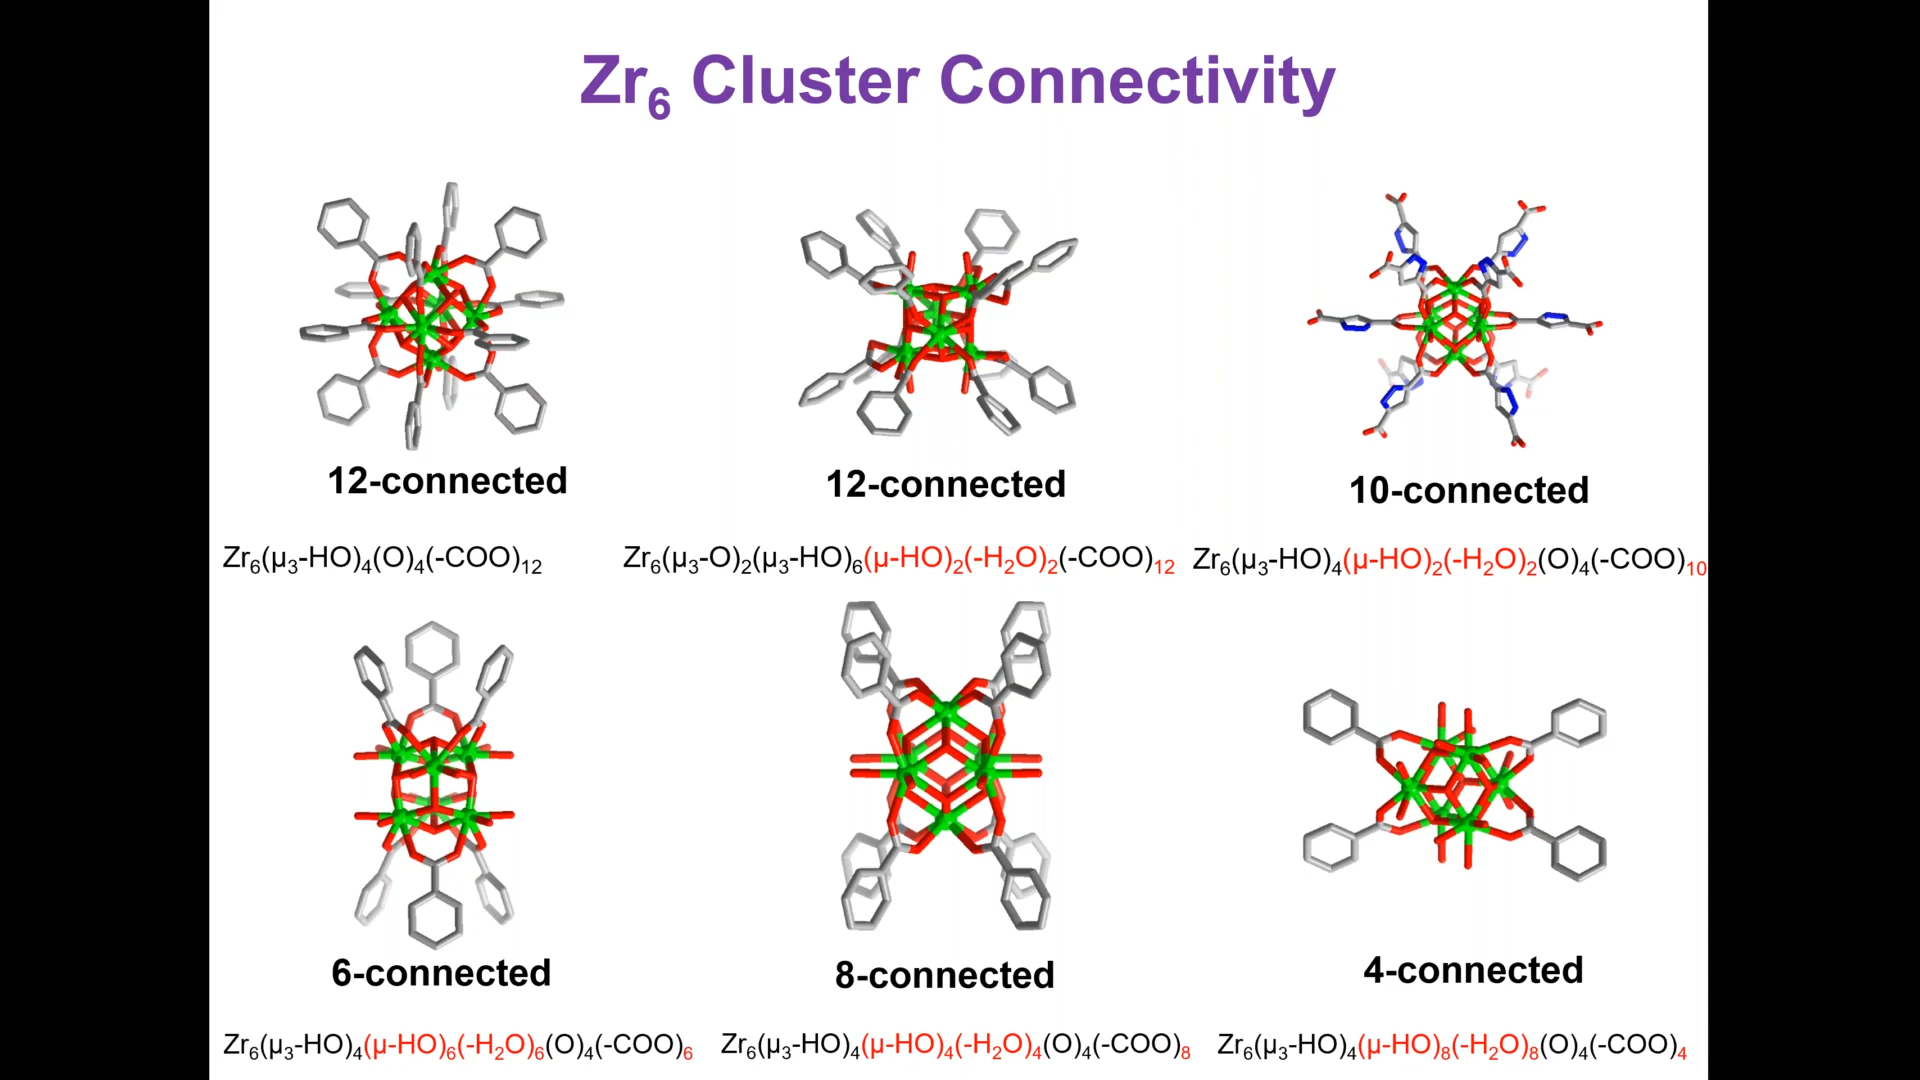 Zr₆ Cluster Connectivity
12-connected
12-connected
10-connected
Zr₆(μ₃-HO)₄(O)₄(-COO)₁₂
Zr₆(μ₃-O)₂(μ₃-HO)₆(μ-HO)₂(-H₂O)₂(-COO)₁₂
Zr₆(μ₃-HO)₄(μ-HO)₂(-H₂O)₂(O)₄(-COO)₁₀
6-connected
8-connected
4-connected
Zr₆(μ₃-HO)₄(μ-HO)₆(-H₂O)₆(O)₄(-COO)₆
Zr₆(μ₃-HO)₄(μ-HO)₄(-H₂O)₄(O)₄(-COO)₈
Zr₆(μ₃-HO)₄(μ-HO)₈(-H₂O)₈(O)₄(-COO)₄